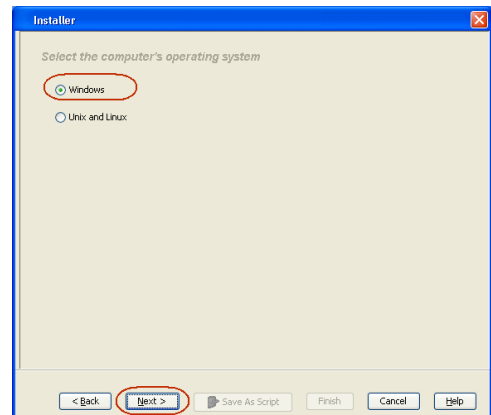 Installer
Select the computer's operating system
Windows
Unix and Linux
< Back Next > Save As Script Finish Cancel Help